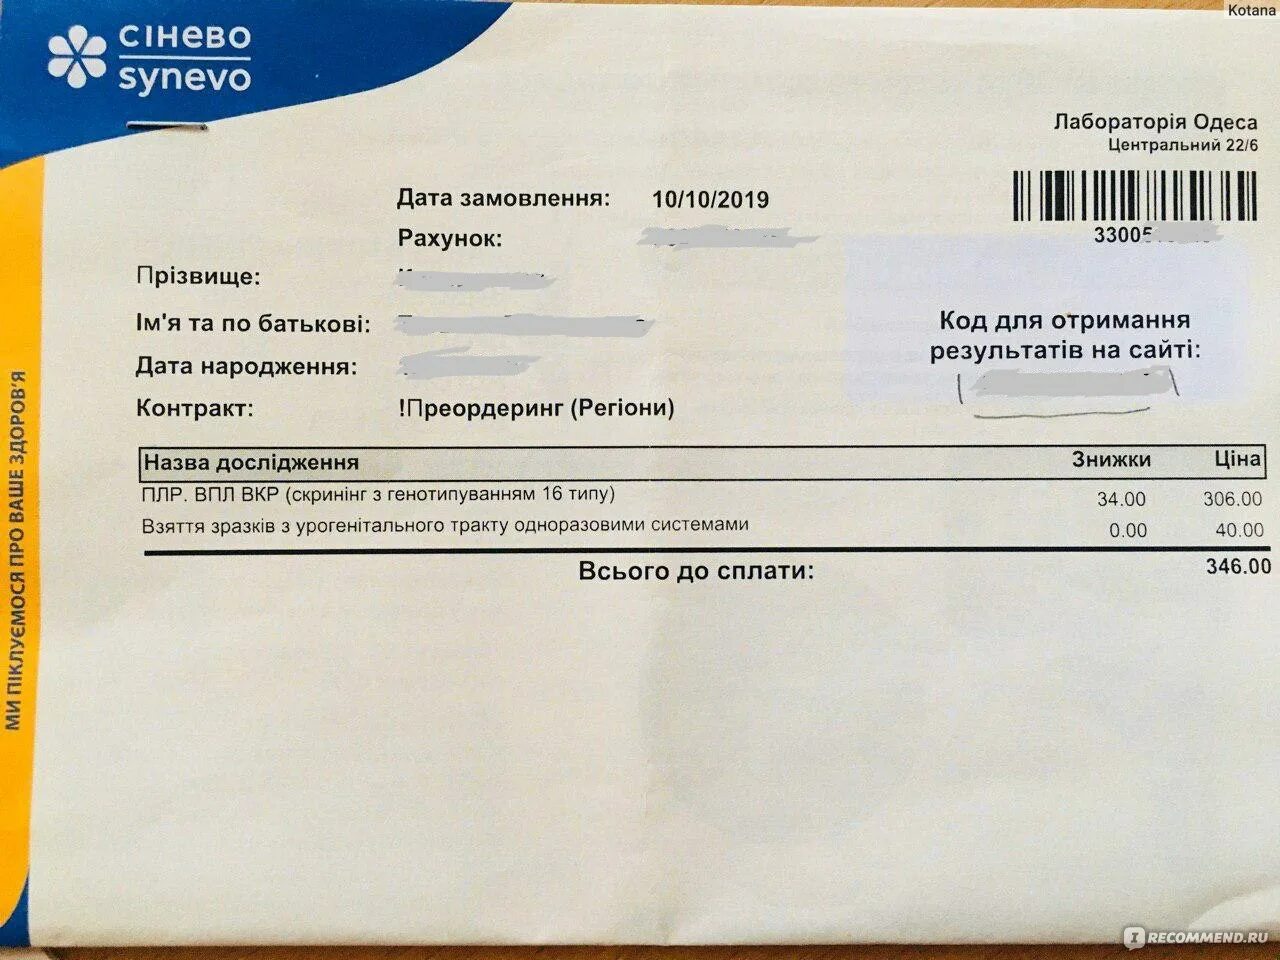 Kotana
сінево
synevo
Лабораторія Одеса
Центральний 22/6
Дата замовлення: 10/10/2019
Рахунок:
33005
Прізвище:
Ім'я та по батькові:
Код для отримання
результатів на сайті:
Дата народження:
Контракт: !Преордеринг (Регіони)
Назва дослідження Знижки Ціна
ПЛР. ВПЛ ВКР (скринінг з генотипуванням 16 типу) 34.00 306.00
Взяття зразків з урогенітального тракту одноразовими системами 0.00 40.00
Всього до сплати: 346.00
МИ ПІКЛУЄМОСЯ ПРО ВАШЕ ЗДОРОВ'Я
IRECOMMEND.RU